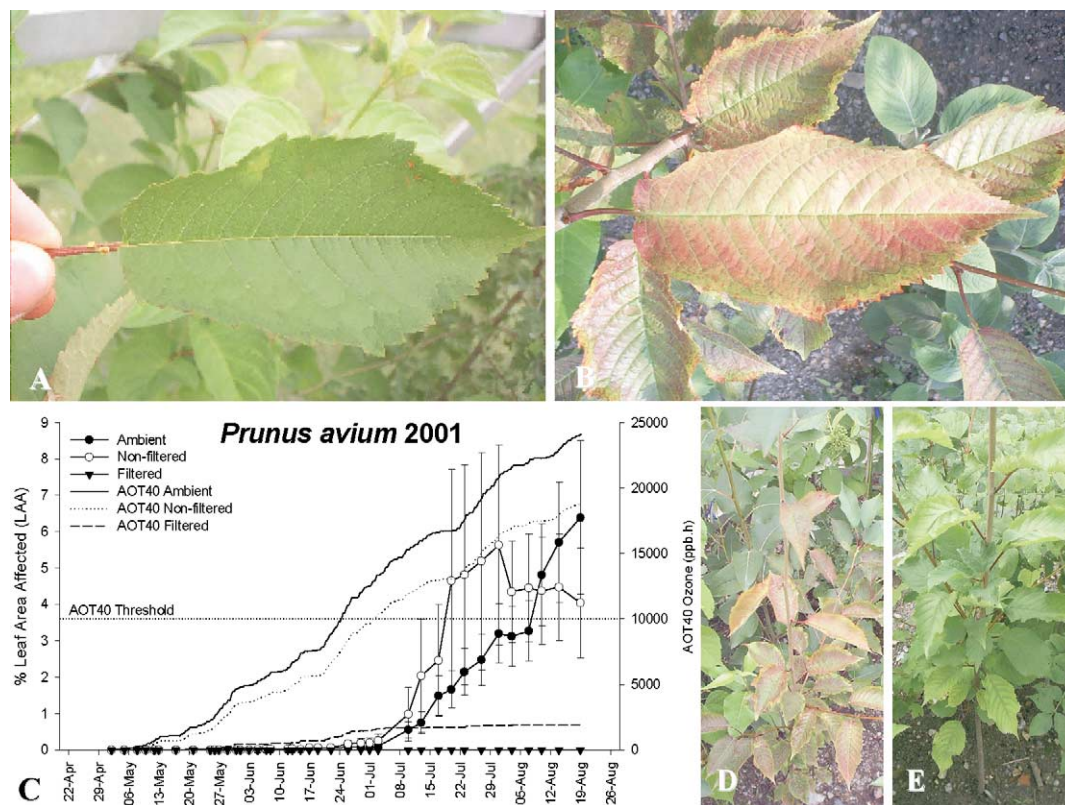 A
B
Prunus avium 2001
Ambient
Non-filtered
Filtered
AOT40 Ambient
AOT40 Non-filtered
AOT40 Filtered
AOT40 Threshold
% Leaf Area Affected (LAA)
9
8
7
6
5
4
3
2
1
0
25000
20000
15000
10000
5000
0
AOT40 Ozone (ppb.h)
22-Apr
29-Apr
06-May
13-May
20-May
27-May
03-Jun
10-Jun
17-Jun
24-Jun
01-Jul
08-Jul
15-Jul
22-Jul
29-Jul
05-Aug
12-Aug
19-Aug
26-Aug
C
D
E